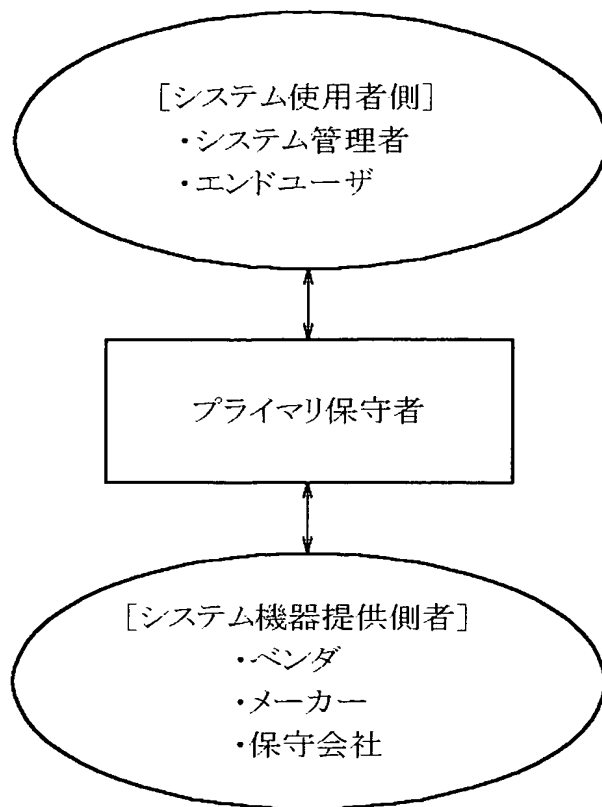 [システム使用者側]
・システム管理者
・エンドユーザ
プライマリ保守者
[システム機器提供側者]
・ベンダ
・メーカー
・保守会社